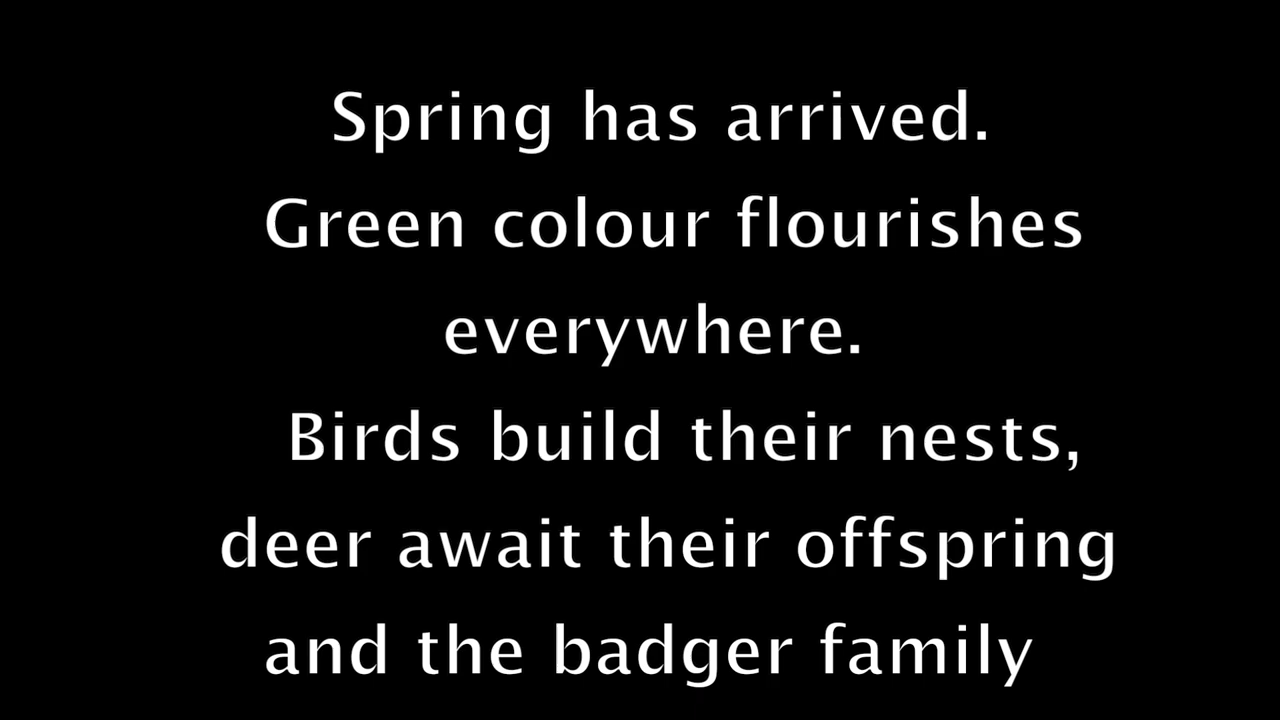 Spring has arrived.
Green colour flourishes
everywhere.
Birds build their nests,
deer await their offspring
and the badger family